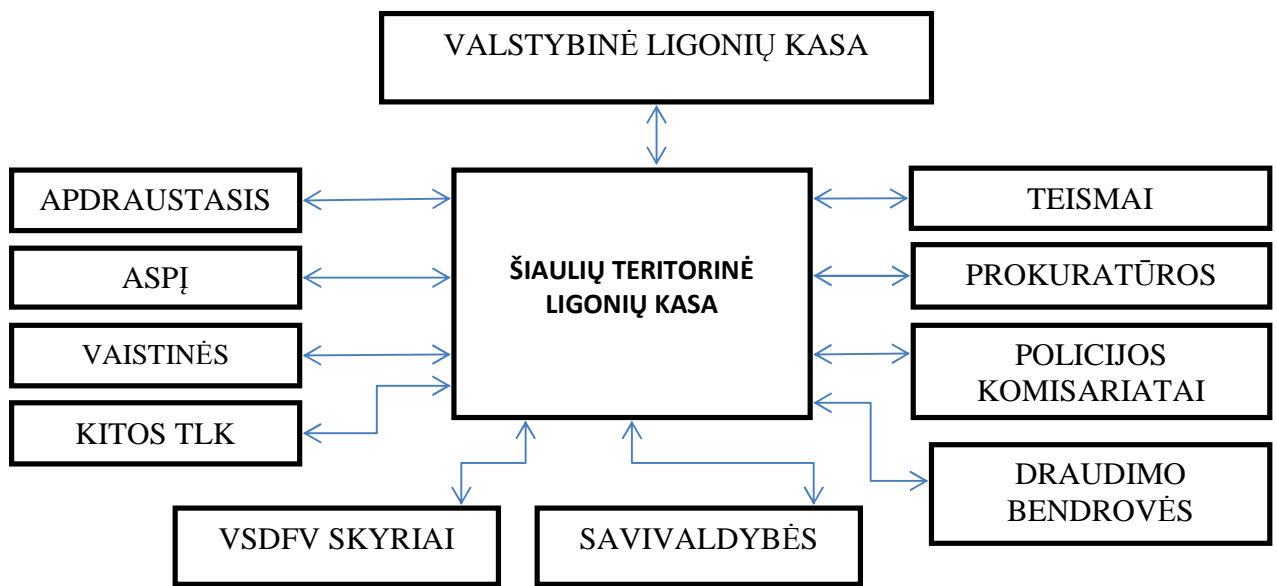 VALSTYBINĖ LIGONIŲ KASA
APDRAUSTASIS
ASPĮ
VAISTINĖS
KITOS TLK
ŠIAULIŲ TERITORINĖ
LIGONIŲ KASA
TEISMAI
PROKURATŪROS
POLICIJOS
KOMISARIATAI
DRAUDIMO
BENDROVĖS
VSDFV SKYRIAI
SAVIVALDYBĖS